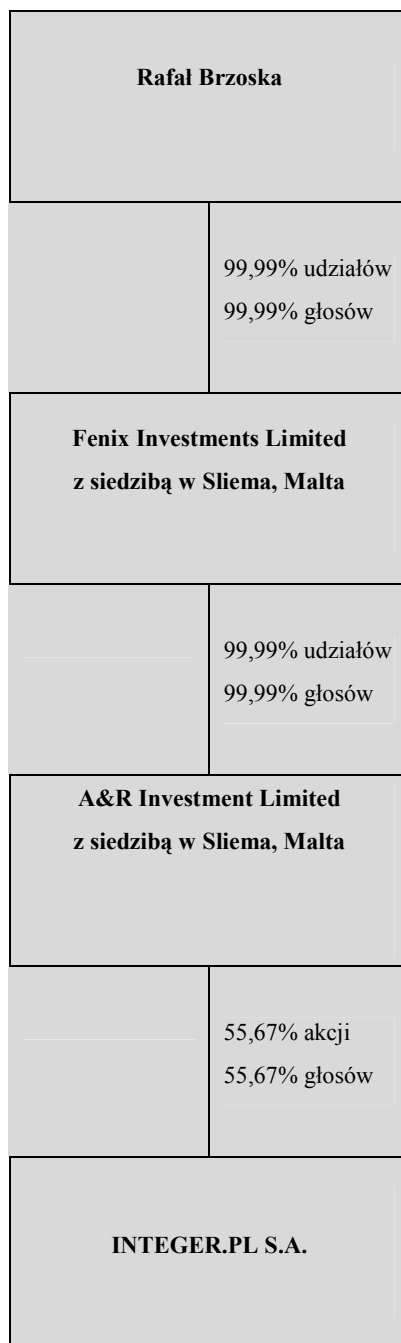 Rafał Brzoska
99,99% udziałów
99,99% głosów
Fenix Investments Limited
z siedzibą w Sliema, Malta
99,99% udziałów
99,99% głosów
A&R Investment Limited
z siedzibą w Sliema, Malta
55,67% akcji
55,67% głosów
INTEGER.PL S.A.